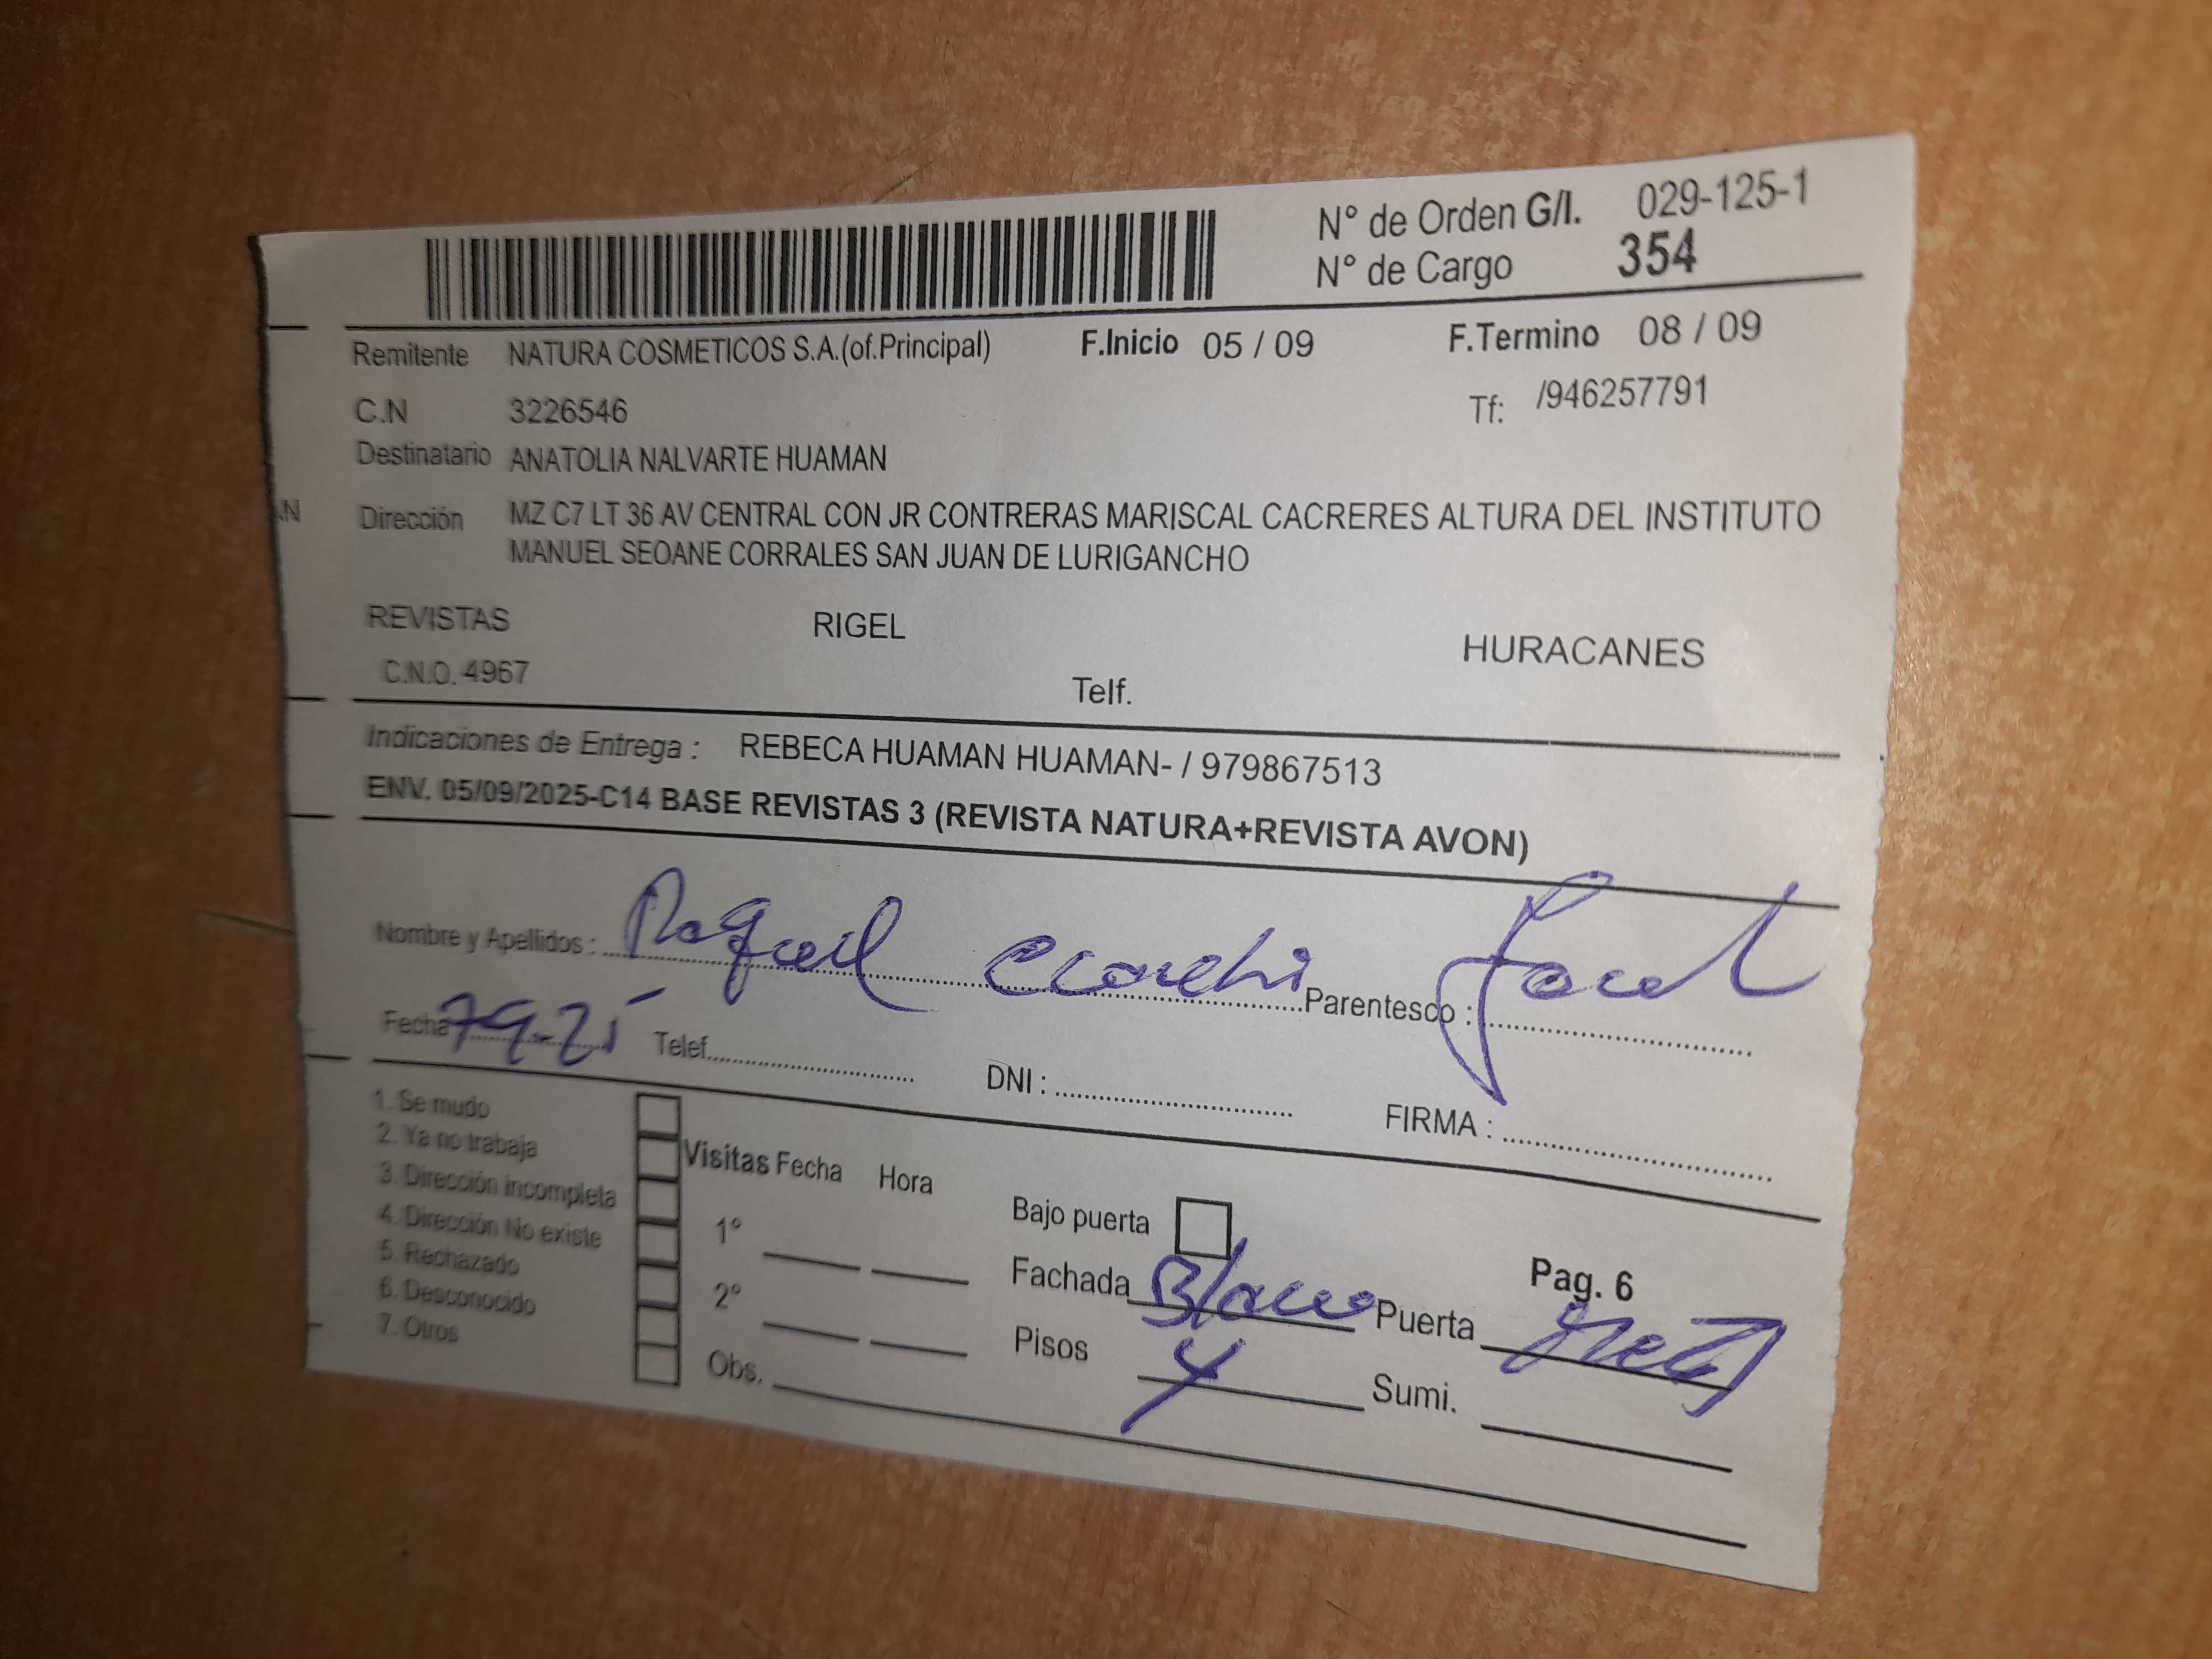 N° de Orden G/I. 029-125-1
N° de Cargo 354
Remitente NATURA COSMETICOS S.A.(of.Principal) F.Inicio 05 / 09 F.Termino 08 / 09
C.N 3226546 Tf: /946257791
Destinatario ANATOLIA NALVARTE HUAMAN
Dirección MZ C7 LT 36 AV CENTRAL CON JR CONTRERAS MARISCAL CACRERES ALTURA DEL INSTITUTO
MANUEL SEOANE CORRALES SAN JUAN DE LURIGANCHO
REVISTAS RIGEL HURACANES
C.N.O. 4967 Telf.
Indicaciones de Entrega : REBECA HUAMAN HUAMAN- / 979867513
ENV. 05/09/2025-C14 BASE REVISTAS 3 (REVISTA NATURA+REVISTA AVON)
Nombre y Apellidos : Raquel Parentesco :
Fecha 7-9-25 Telef. DNI : FIRMA :
1. Se mudo
2. Ya no trabaja
3. Dirección incompleta
4. Dirección No existe
5. Rechazado
6. Desconocido
7. Otros
Visitas Fecha Hora
1°
2°
Obs.
Bajo puerta
Pag. 6
Fachada Blanco Puerta
Pisos 4 Sumi.